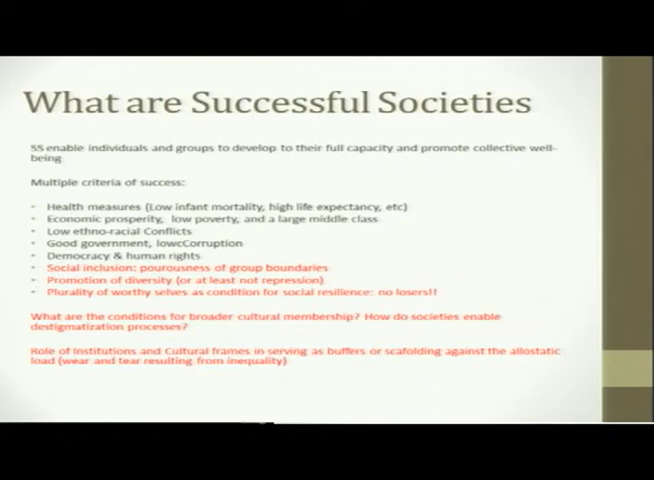 What are Successful Societies
SS enable individuals and groups to develop to their full capacity and promote collective well-
being
Multiple criteria of success:
- Health measures (Low infant mortality, high life expectancy, etc)
- Economic prosperity, low poverty, and a large middle class
- Low ethno-racial Conflicts
- Good government, lowcCorruption
- Democracy & human rights
- Social inclusion: pourousness of group boundaries
- Promotion of diversity (or at least not repression)
- Plurality of worthy selves as condition for social resilience: no losers!!
What are the conditions for broader cultural membership? How do societies enable
destigmatization processes?
Role of Institutions and Cultural frames in serving as buffers or scafolding against the allostatic
load (wear and tear resulting from inequality)